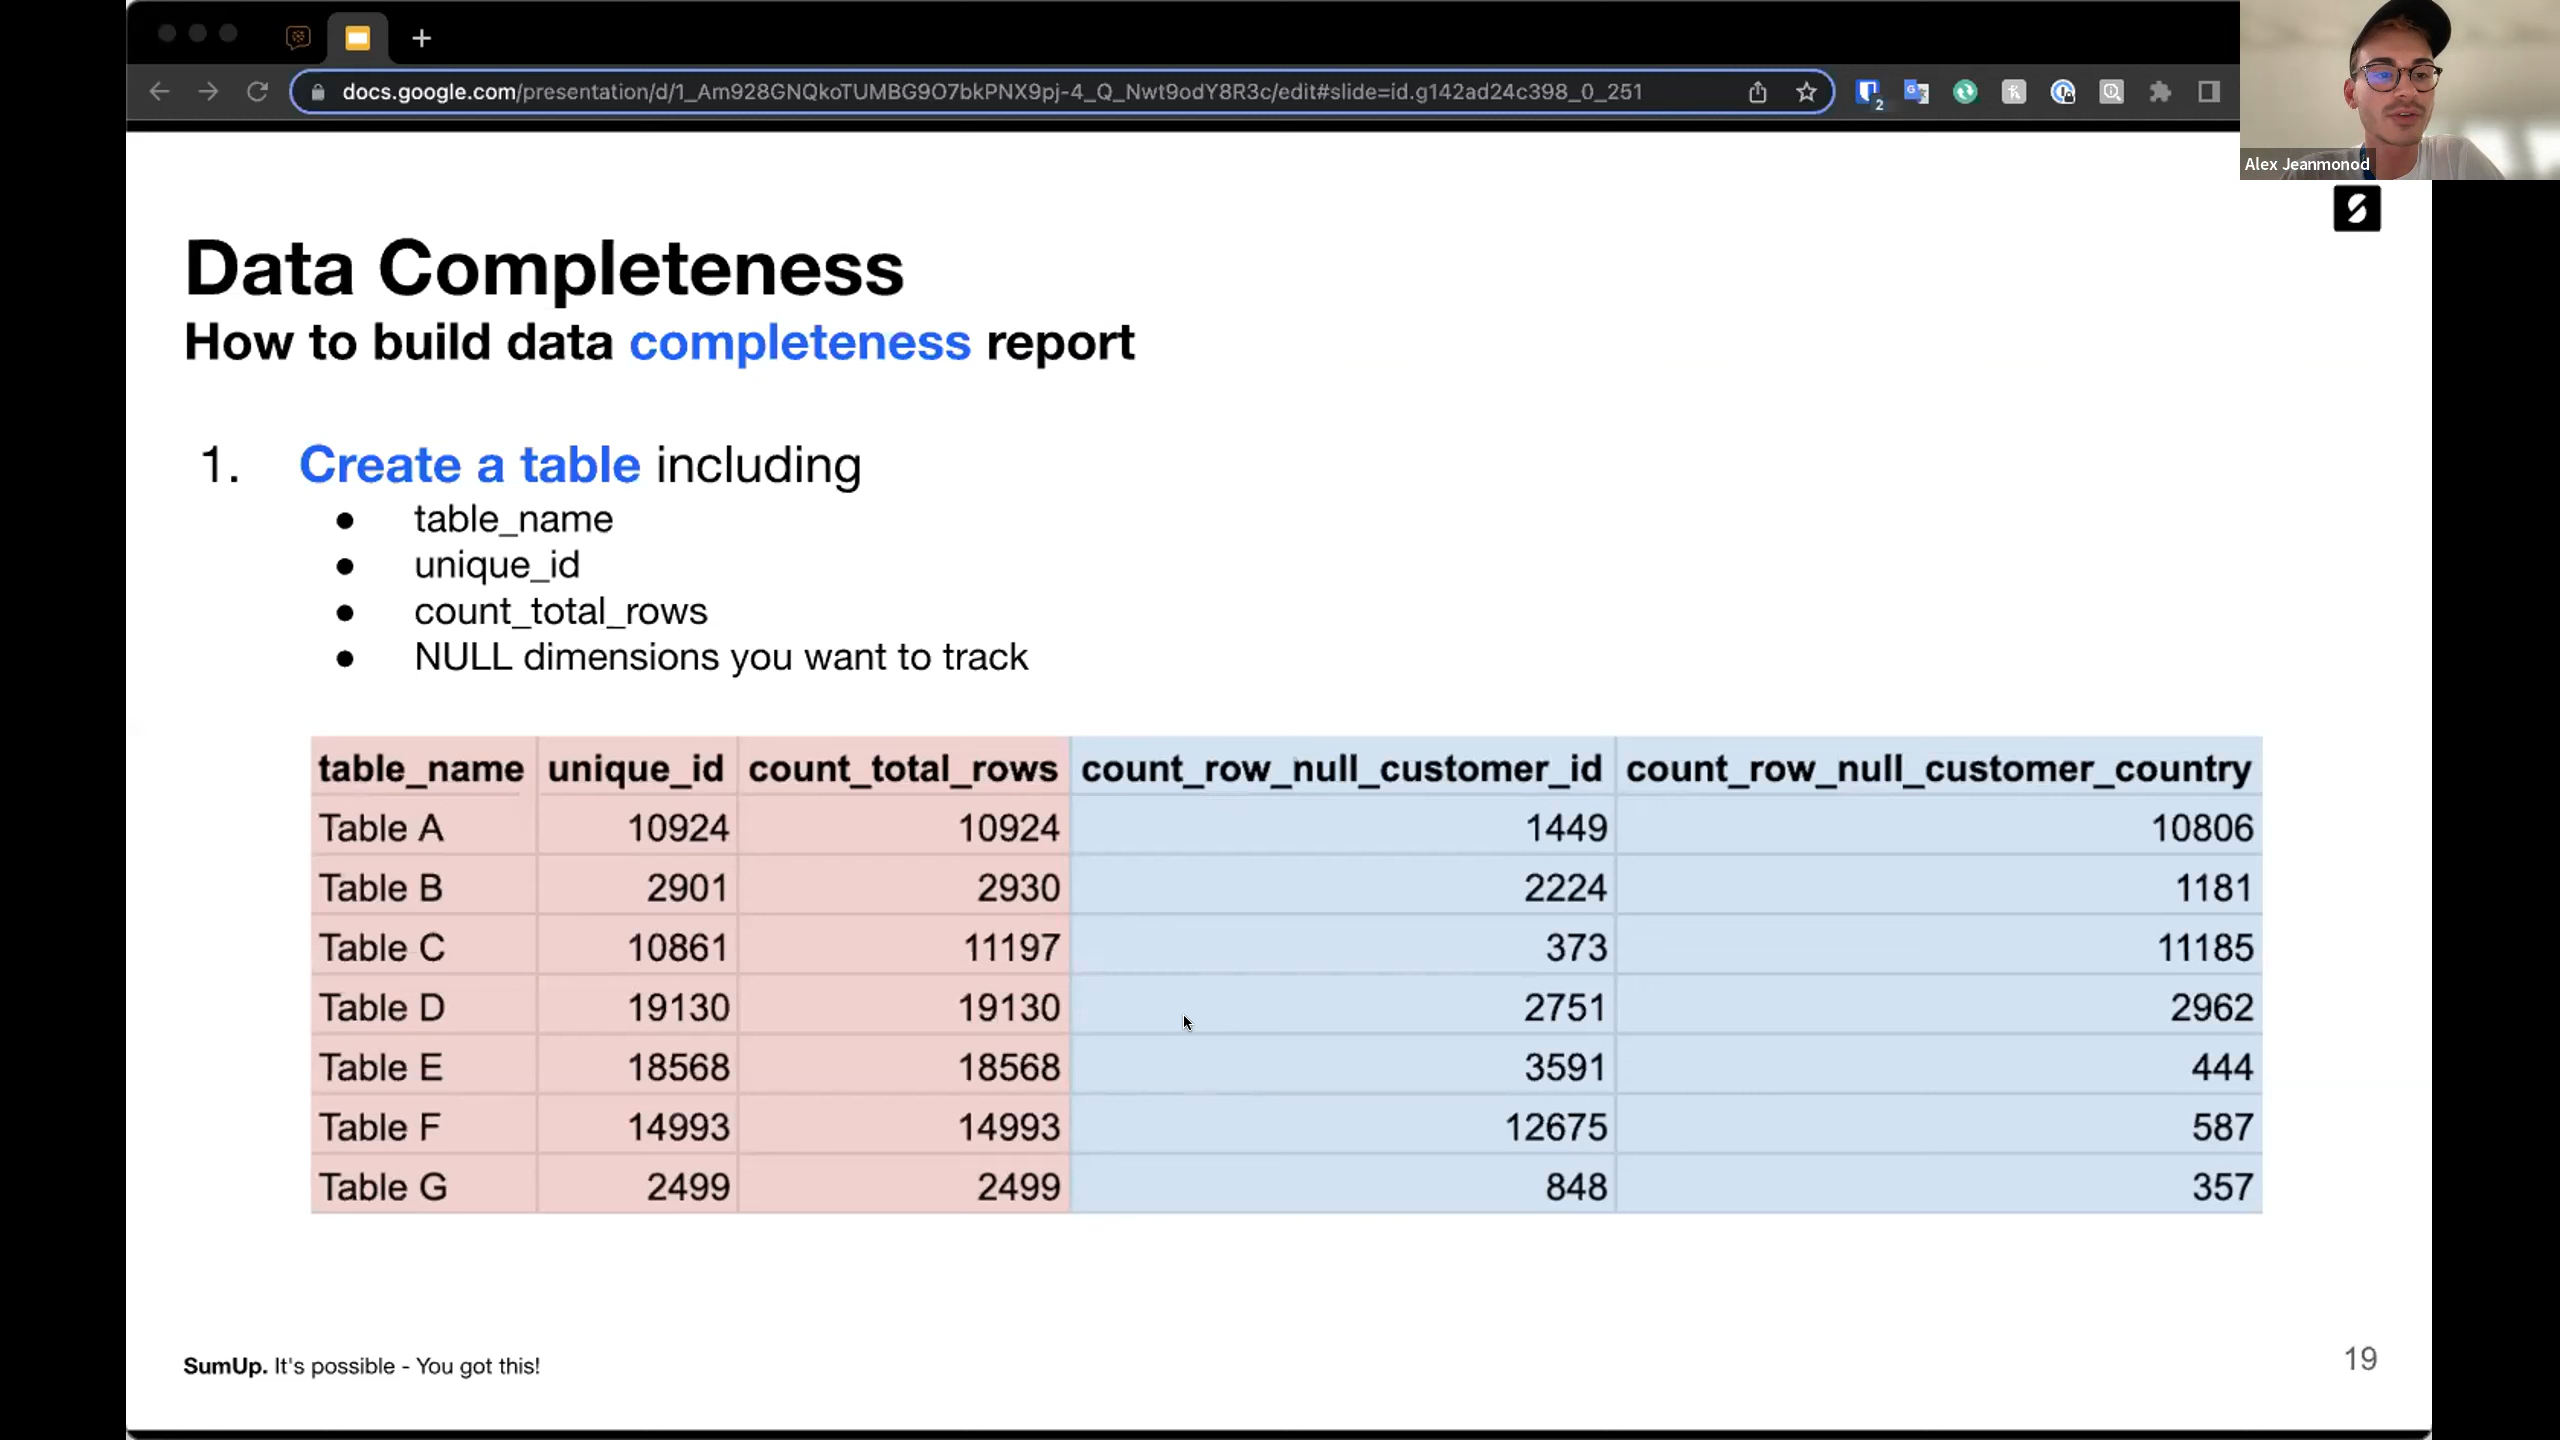 docs.google.com/presentation/d/1_Am928GNQkoTUMBG9O7bkPNX9pj-4_Q_Nwt9odY8R3c/edit#slide=id.g142ad24c398_0_251
2
Alex Jeanmonod
Data Completeness
How to build data completeness report
1. Create a table including
● table_name
● unique_id
● count_total_rows
● NULL dimensions you want to track
table_name unique_id count_total_rows count_row_null_customer_id count_row_null_customer_country
Table A 10924 10924 1449 10806
Table B 2901 2930 2224 1181
Table C 10861 11197 373 11185
Table D 19130 19130 2751 2962
Table E 18568 18568 3591 444
Table F 14993 14993 12675 587
Table G 2499 2499 848 357
SumUp. It's possible - You got this!
19